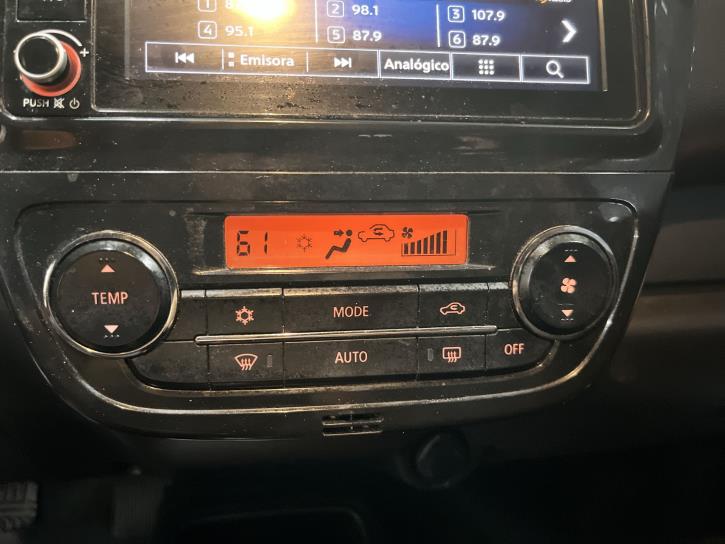 1 2 98.1 3 107.9
4 95.1 5 87.9 6 87.9
Emisora Analógico
PUSH
61
TEMP
MODE
AUTO OFF